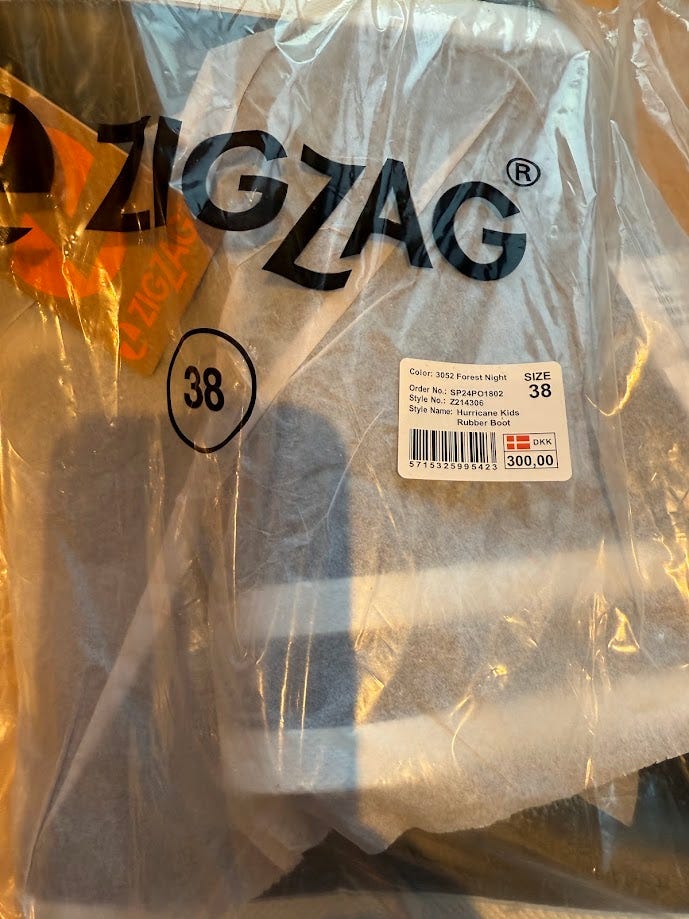 ZIGZAG®
ZIGZAG
38
Color: 3052 Forest Night
SIZE
38
Order No.: SP24PO1802
Style No.: Z214306
Style Name: Hurricane Kids
Rubber Boot
DKK
300,00
5715325995423